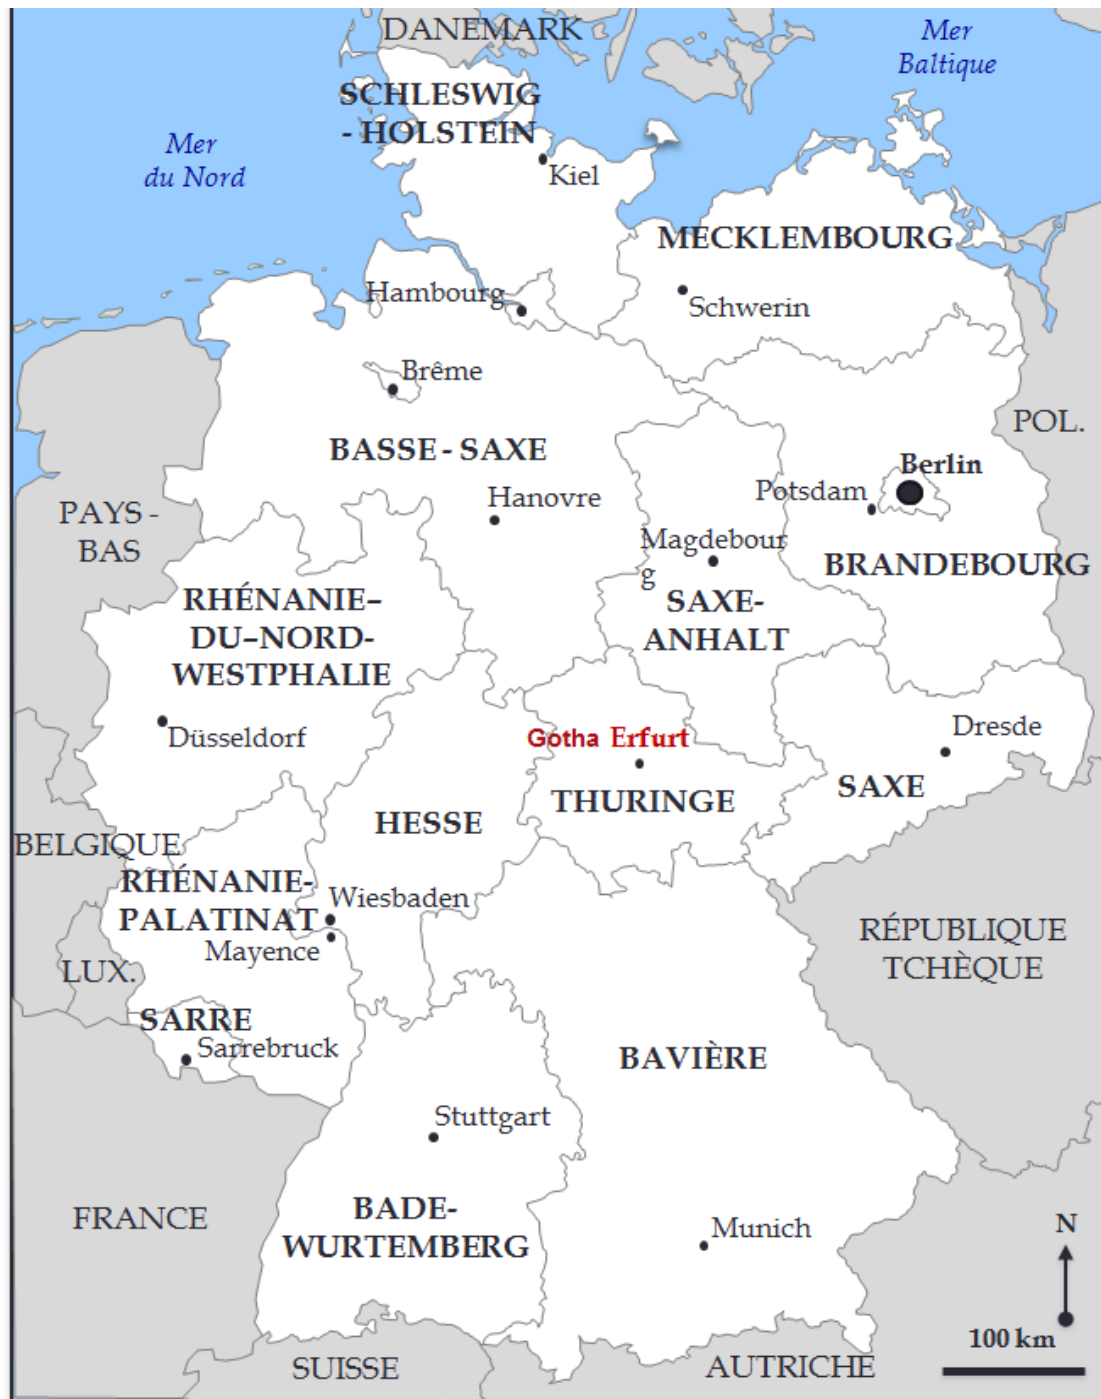 DANEMARK
Mer
Baltique
SCHLESWIG
- HOLSTEIN
Mer
du Nord
Kiel
MECKLEMBOURG
Hambourg
Schwerin
Brême
POL.
BASSE - SAXE
Berlin
Hanovre
Potsdam
PAYS -
BAS
Magdebour
g
BRANDEBOURG
RHÉNANIE–
DU–NORD-
WESTPHALIE
SAXE-
ANHALT
Düsseldorf
Gotha Erfurt
Dresde
THURINGE
SAXE
HESSE
BELGIQUE
RHÉNANIE-
PALATINAT
Wiesbaden
Mayence
RÉPUBLIQUE
TCHÈQUE
LUX.
SARRE
Sarrebruck
BAVIÈRE
Stuttgart
FRANCE
BADE-
WURTEMBERG
Munich
N
100 km
SUISSE
AUTRICHE